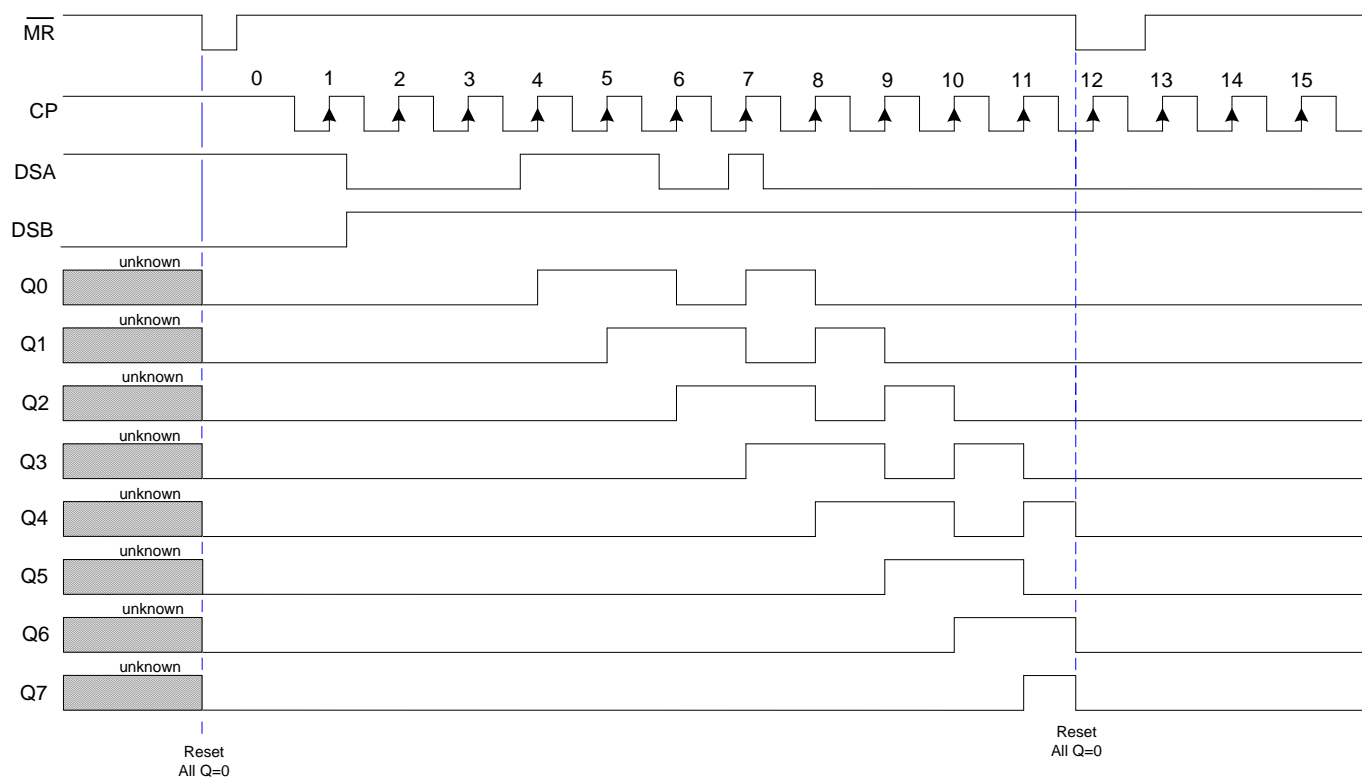 MR
0 1 2 3 4 5 6 7 8 9 10 11 12 13 14 15
CP
DSA
DSB
unknown
Q0
unknown
Q1
unknown
Q2
unknown
Q3
unknown
Q4
unknown
Q5
unknown
Q6
unknown
Q7
Reset
All Q=0
Reset
All Q=0